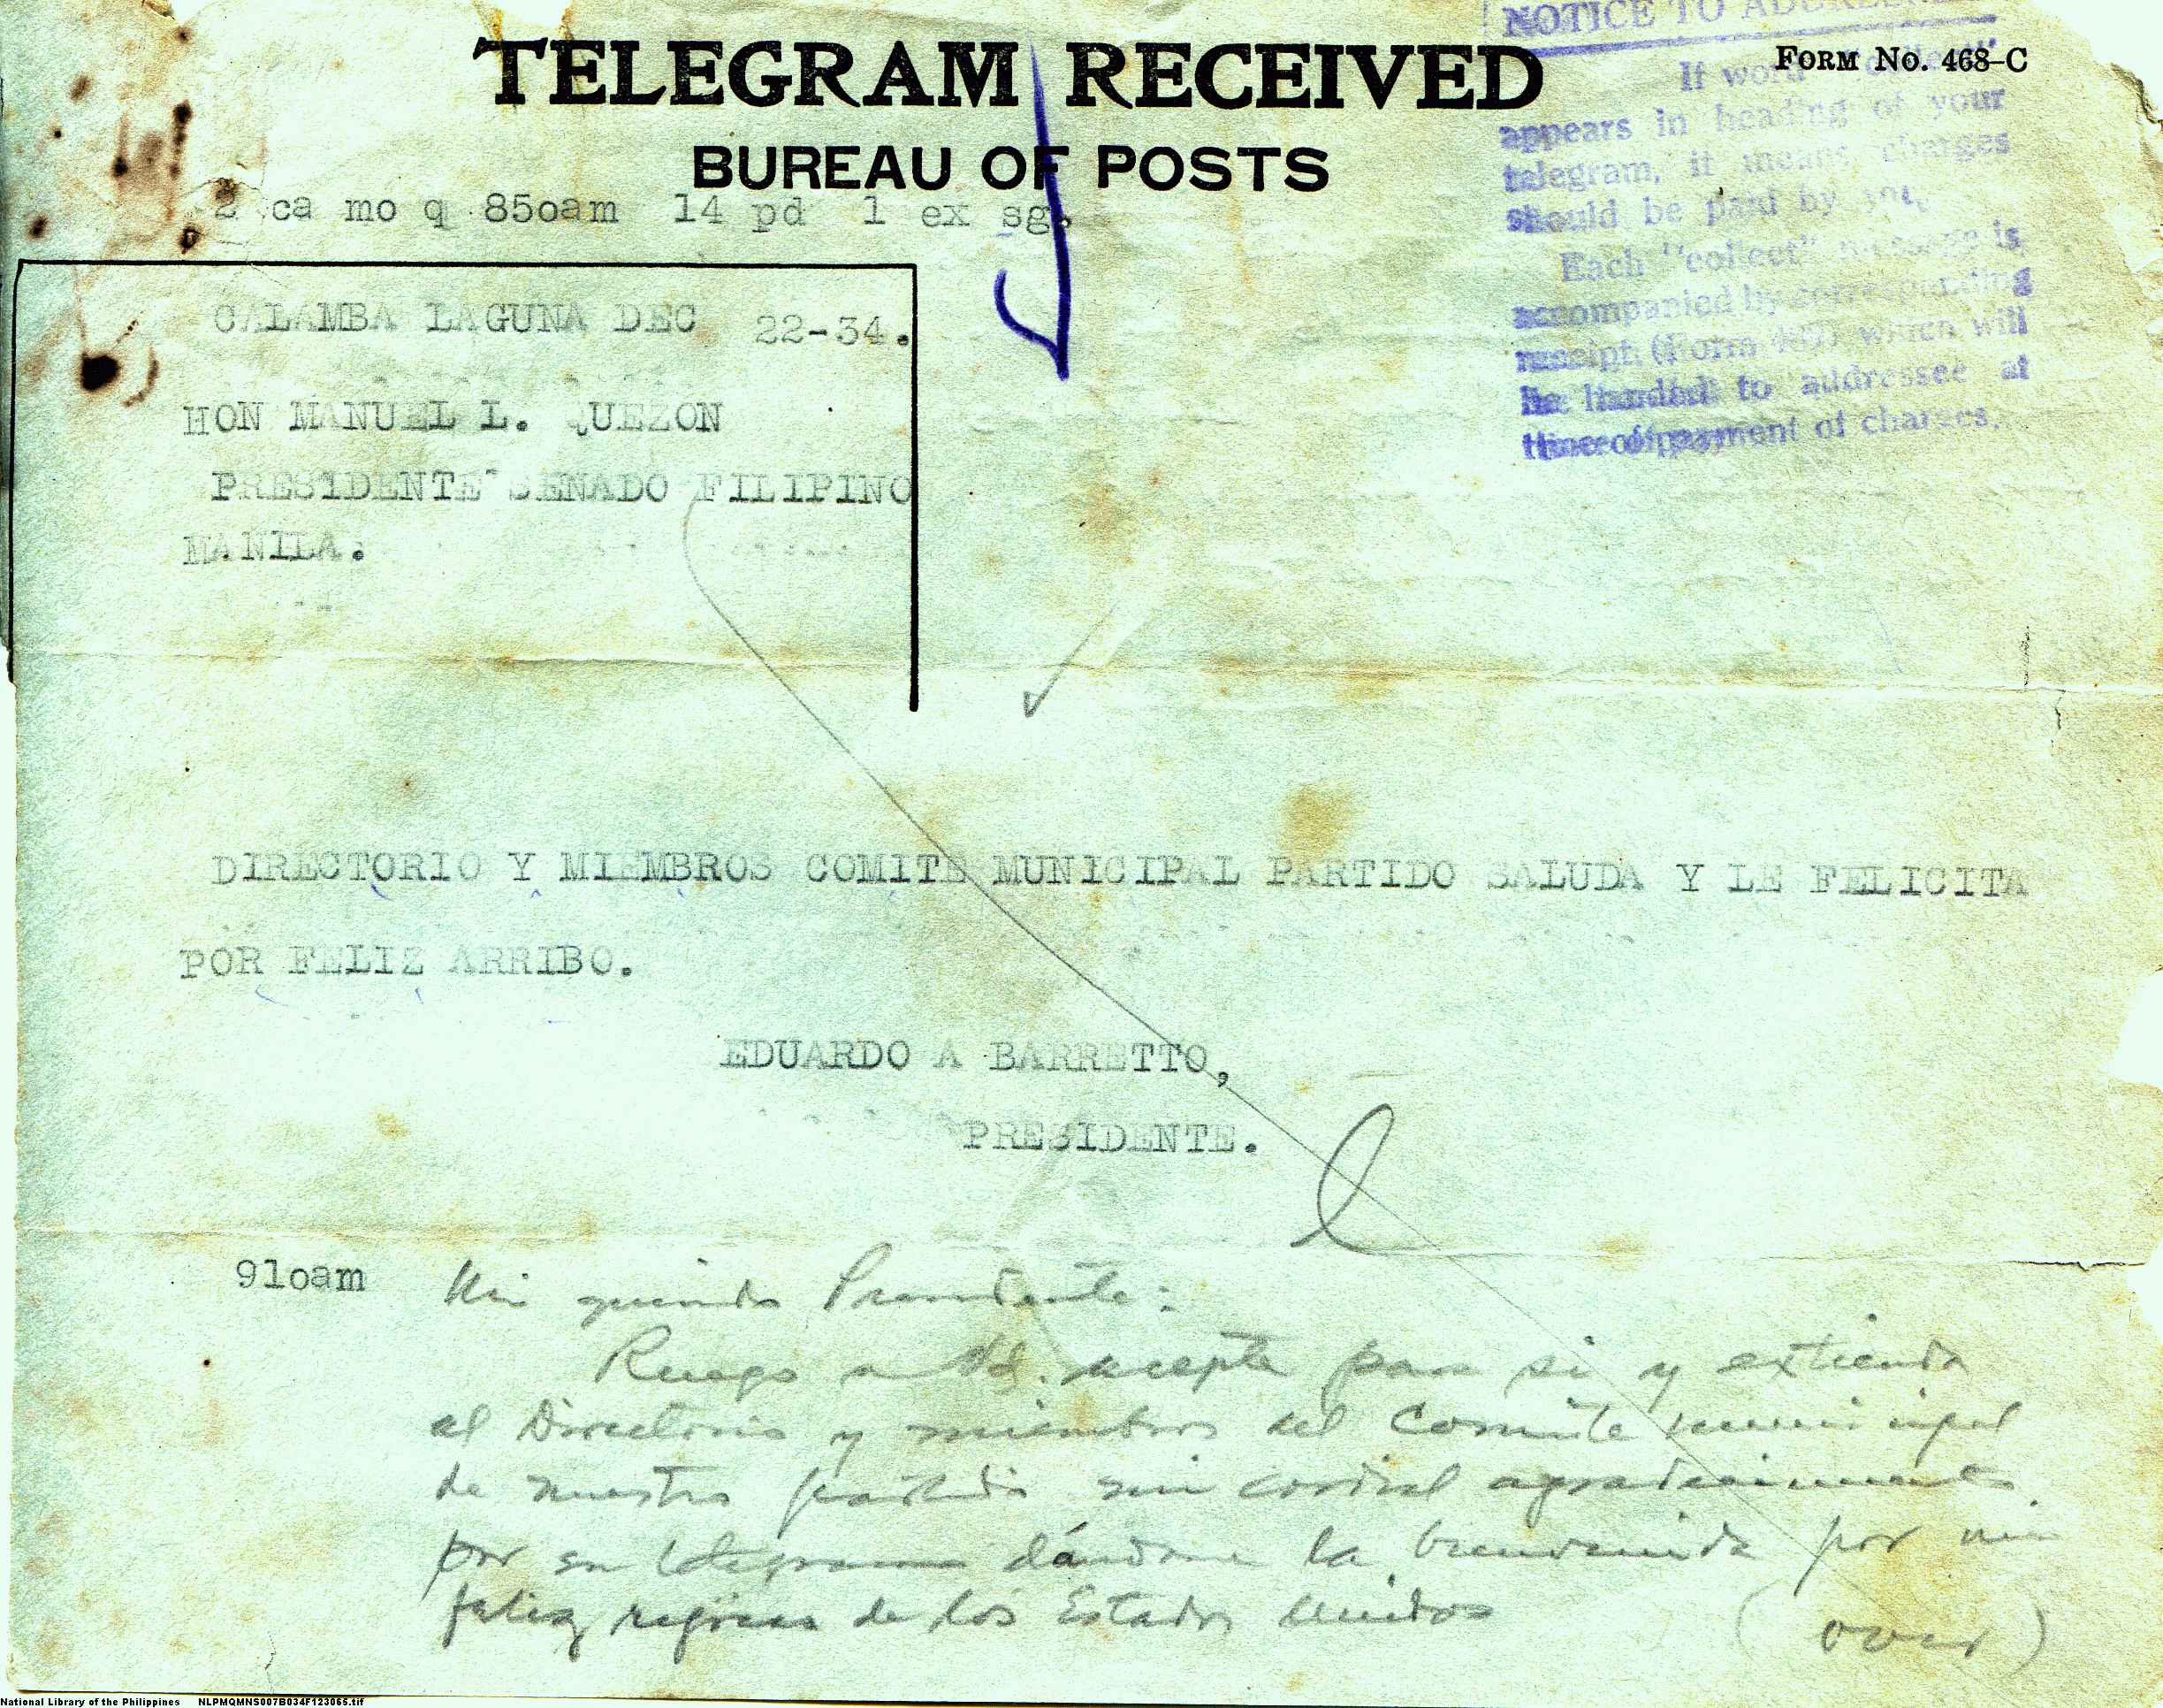 NOTICE TO ADDRESSEE
TELEGRAM RECEIVED
FORM No. 468-C
BUREAU OF POSTS
If word "collect"
appears in heading of your
telegram, it means charges
should be paid by you.
Each "collect" message is
accompanied by corresponding
receipt (Form 467) which will
be handed to addressee at
time of payment of charges.
2 ca mo q 85oam 14 pd 1 ex sg.
CALAMBA LAGUNA DEC 22-34.
HON MANUEL L. QUEZON
PRESIDENTE SENADO FILIPINO
MANILA.
DIRECTORIO Y MIEMBROS COMITE MUNICIPAL PARTIDO SALUDA Y LE FELICITA
POR FELIZ ARRIBO.
EDUARDO A BARRETTO,
PRESIDENTE.
91oam
Mi querido Presidente:
Ruego a Vd. acepte para si y extienda
al Directorio y miembros del Comite municipal
de nuestro partido mi cordial agradecimiento
por su telegrama dándome la bienvenida por mi
feliz regreso de los Estados Unidos
(over)
National Library of the Philippines NLPMQMNS007B034F123065.tif